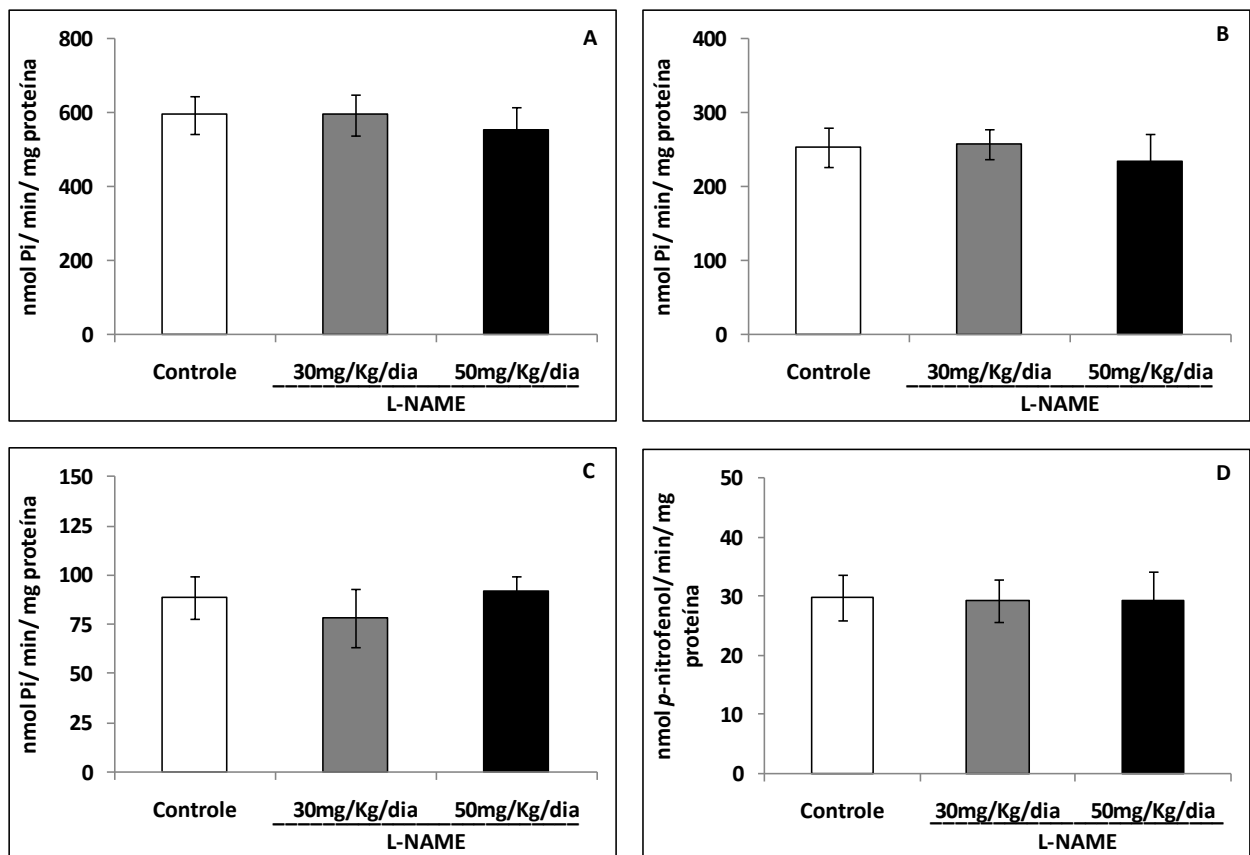 A
nmol Pi/ min/ mg proteína
800
600
400
200
0
Controle 30mg/Kg/dia 50mg/Kg/dia
L-NAME
B
nmol Pi/ min/ mg proteína
400
300
200
100
0
Controle 30mg/Kg/dia 50mg/Kg/dia
L-NAME
C
nmol Pi/ min/ mg proteína
150
125
100
75
50
25
0
Controle 30mg/Kg/dia 50mg/Kg/dia
L-NAME
D
nmol p-nitrofenol/min/mg
proteína
50
40
30
20
10
0
Controle 30mg/Kg/dia 50mg/Kg/dia
L-NAME